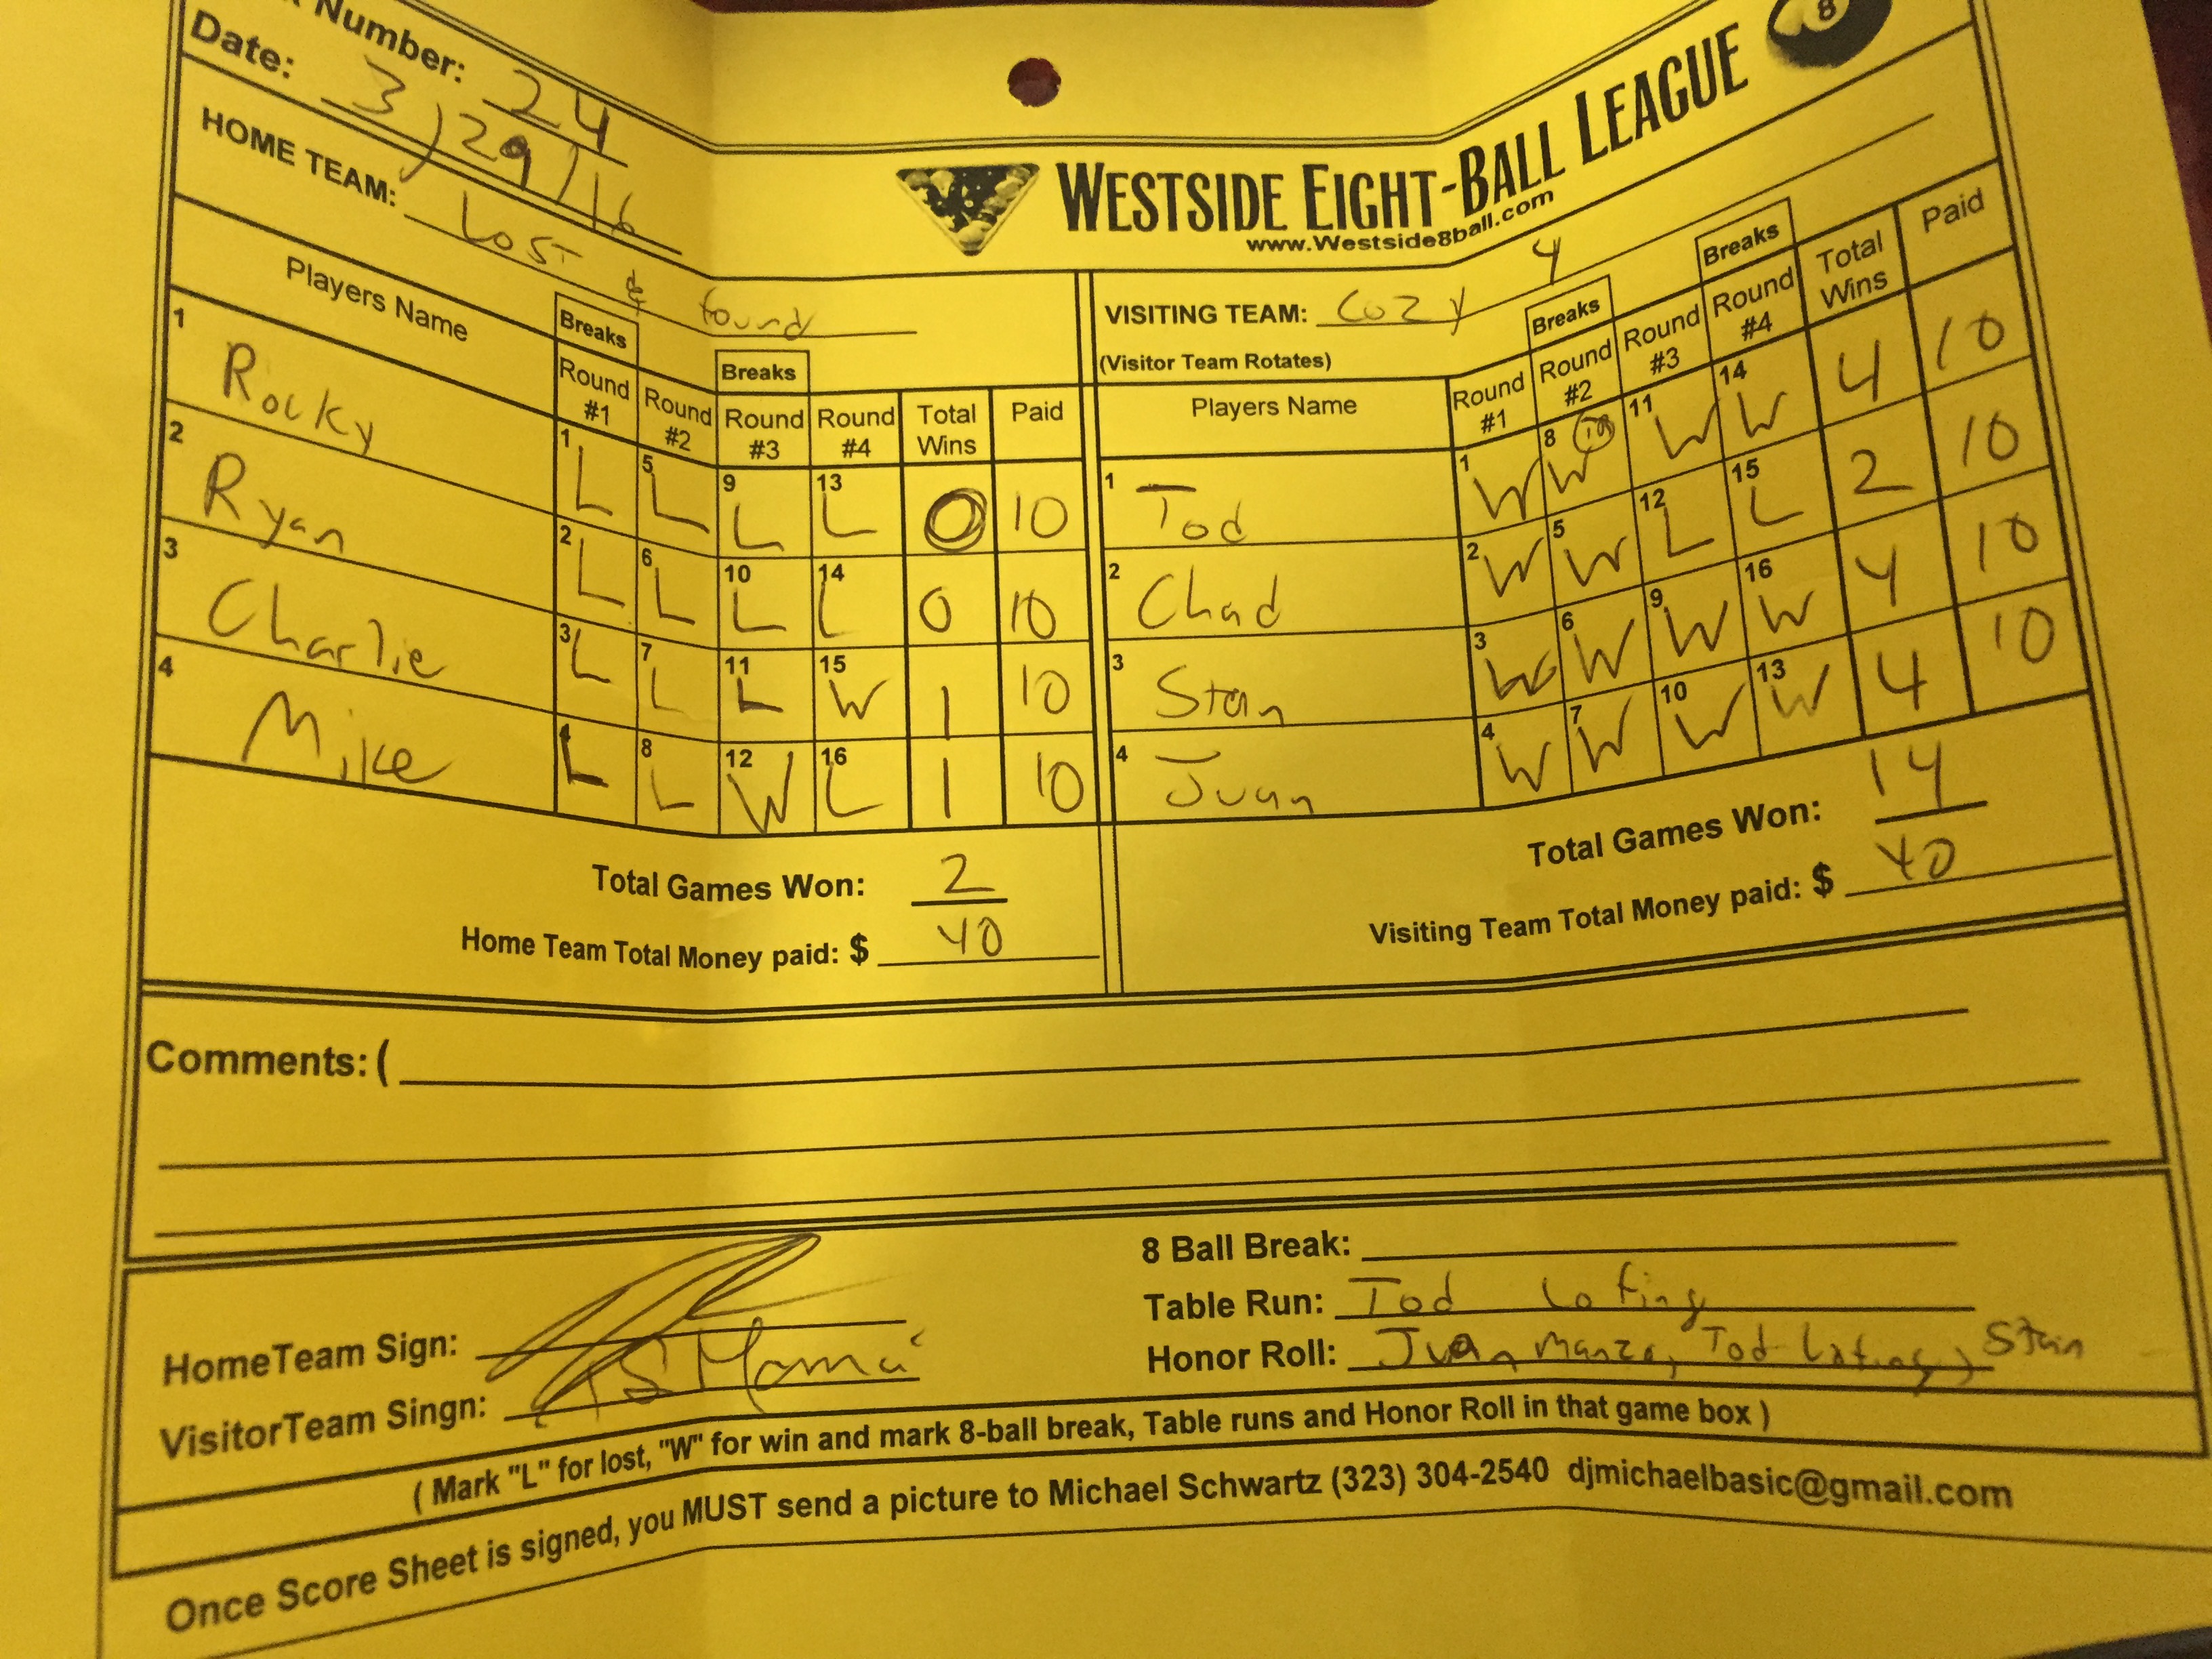 Number: 24
Date: 3/29/16
HOME TEAM: Lost & found
8
WESTSIDE EIGHT-BALL LEAGUE
www.Westside8ball.com
VISITING TEAM: Cozy 4
(Visitor Team Rotates)
Breaks Breaks
Players Name Round #1 Round #2 Round #3 Round #4 Total Wins Paid
1 Rocky 1 L 5 L 9 L 13 L 0 10
2 Ryan 2 L 6 L 10 L 14 L 0 10
3 Charlie 3 L 7 L 11 L 15 W 1 10
4 Mike 4 L 8 L 12 W 16 L 1 10
Total Games Won: 2
Home Team Total Money paid: $ 40
Breaks Breaks
Players Name Round #1 Round #2 Round #3 Round #4 Total Wins Paid
1 Tod 1 W 8 W 11 W 14 W 4 10
2 Chad 2 W 5 W 12 L 15 L 2 10
3 Stan 3 W 6 W 9 W 16 W 4 10
4 Juan 4 W 7 W 10 W 13 W 4 10
Total Games Won: 14
Visiting Team Total Money paid: $ 40
Comments: (
8 Ball Break:
Table Run: Tod
Honor Roll: Juan Tod
HomeTeam Sign:
VisitorTeam Singn:
( Mark "L" for lost, "W" for win and mark 8-ball break, Table runs and Honor Roll in that game box )
Once Score Sheet is signed, you MUST send a picture to Michael Schwartz (323) 304-2540 djmichaelbasic@gmail.com